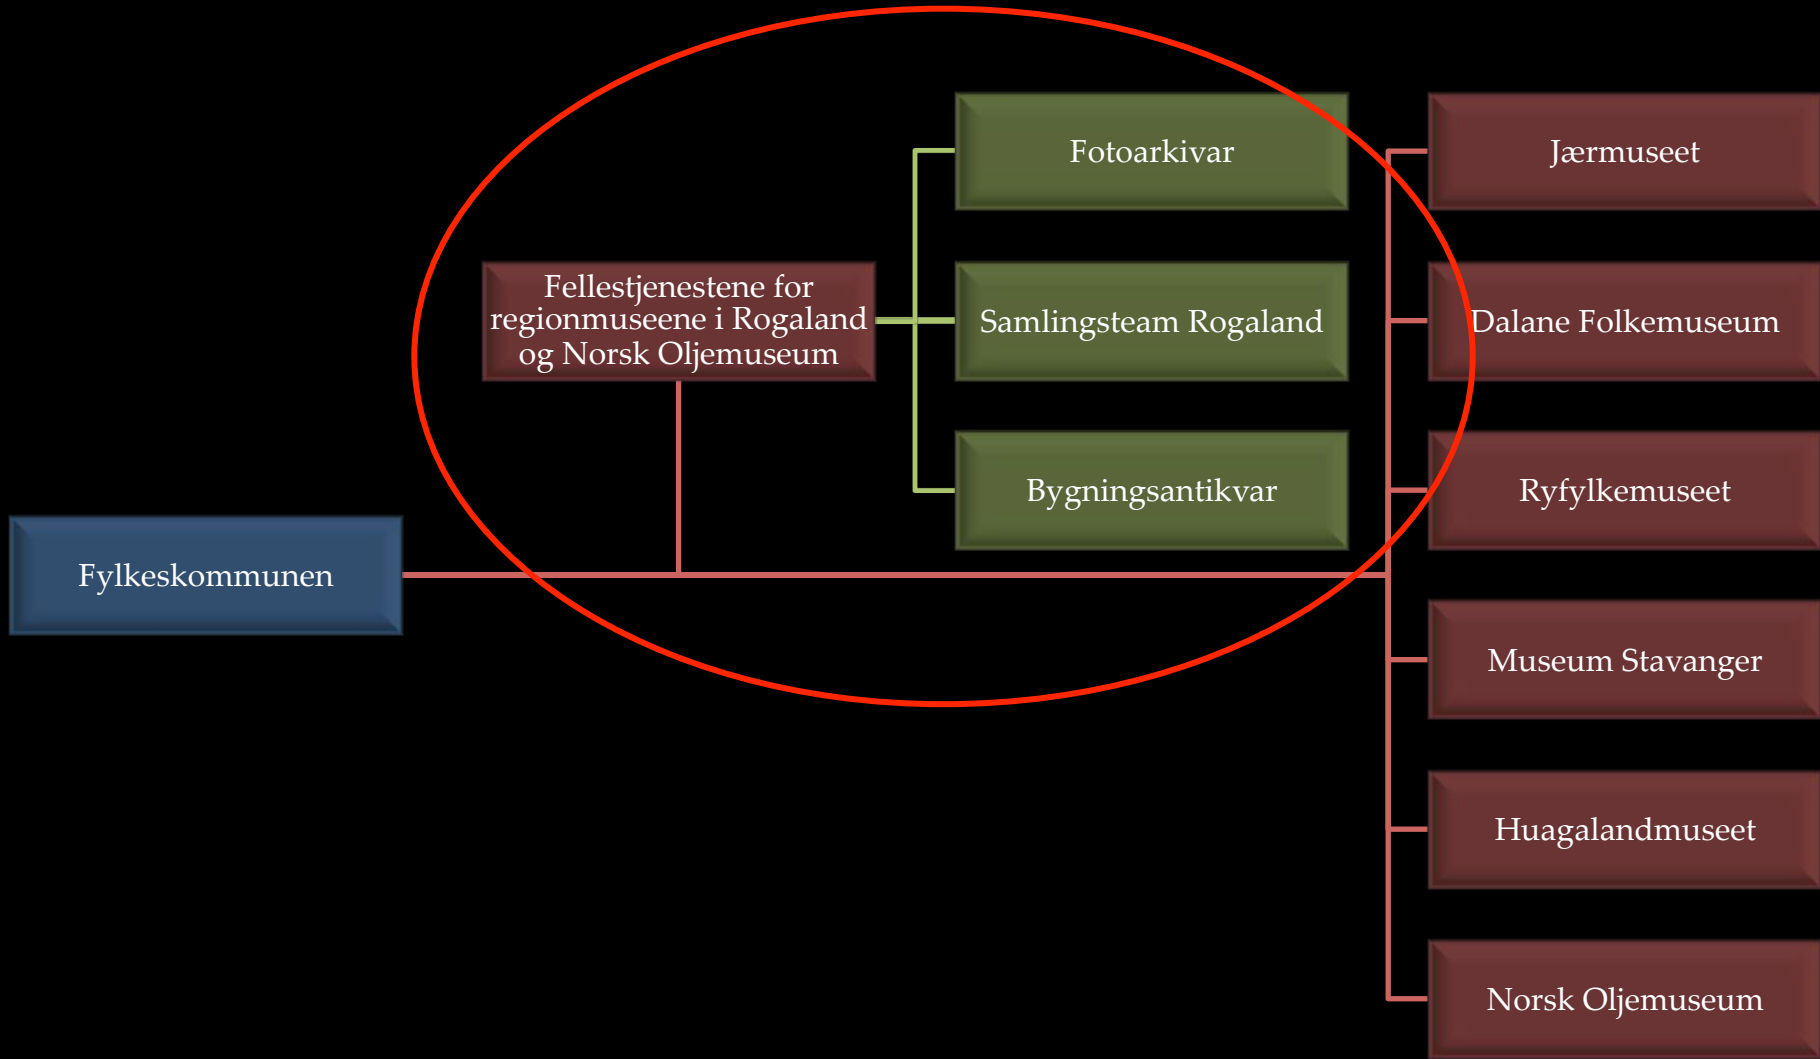 Fylkeskommunen
Fellestjenestene for
regionmuseene i Rogaland
og Norsk Oljemuseum
Fotoarkivar
Samlingsteam Rogaland
Bygningsantikvar
Jærmuseet
Dalane Folkemuseum
Ryfylkemuseet
Museum Stavanger
Huagalandmuseet
Norsk Oljemuseum